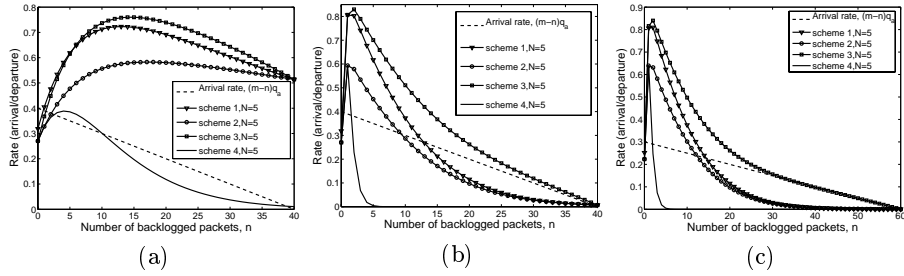 0.8
0.7
0.6
0.5
0.4
0.3
0.2
0.1
0
0 10 20 30 40
Rate (arrival/departure)
Number of backlogged packets, n
Arrival rate, (m−n)qa
scheme 1,N=5
scheme 2,N=5
scheme 3,N=5
scheme 4,N=5
(a)
0.9
0.8
0.7
0.6
0.5
0.4
0.3
0.2
0.1
0
0 5 10 15 20 25 30 35 40
Rate (arrival/departure)
Number of backlogged packets, n
Arrival rate, (m−n)qa
scheme 1,N=5
scheme 2,N=5
scheme 3,N=5
scheme 4,N=5
(b)
0.9
0.8
0.7
0.6
0.5
0.4
0.3
0.2
0.1
0
0 10 20 30 40 50 60
Rate (arrival/departure)
Number of backlogged packets, n
Arrival rate, (m−n)qa
scheme 1,N=5
scheme 2,N=5
scheme 3,N=5
scheme 4,N=5
(c)